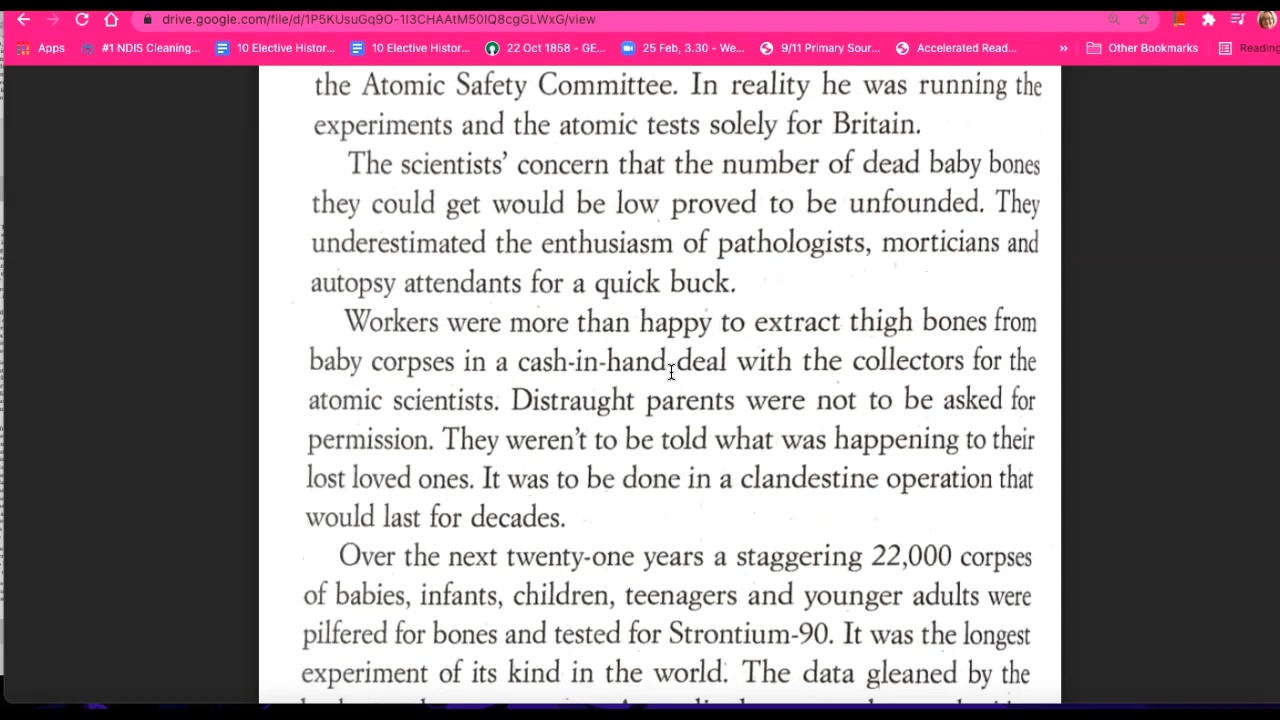 drive.google.com/file/d/1P5KUsuGq9O-1I3CHAAtM50lQ8cgGLWxG/view
Apps #1 NDIS Cleaning... 10 Elective Histor... 10 Elective Histor... 22 Oct 1858 - GE... 25 Feb, 3.30 - We... 9/11 Primary Sour... Accelerated Read... » Other Bookmarks Reading
the Atomic Safety Committee. In reality he was running the
experiments and the atomic tests solely for Britain.
The scientists’ concern that the number of dead baby bones
they could get would be low proved to be unfounded. They
underestimated the enthusiasm of pathologists, morticians and
autopsy attendants for a quick buck.
Workers were more than happy to extract thigh bones from
baby corpses in a cash-in-hand deal with the collectors for the
atomic scientists. Distraught parents were not to be asked for
permission. They weren’t to be told what was happening to their
lost loved ones. It was to be done in a clandestine operation that
would last for decades.
Over the next twenty-one years a staggering 22,000 corpses
of babies, infants, children, teenagers and younger adults were
pilfered for bones and tested for Strontium-90. It was the longest
experiment of its kind in the world. The data gleaned by the